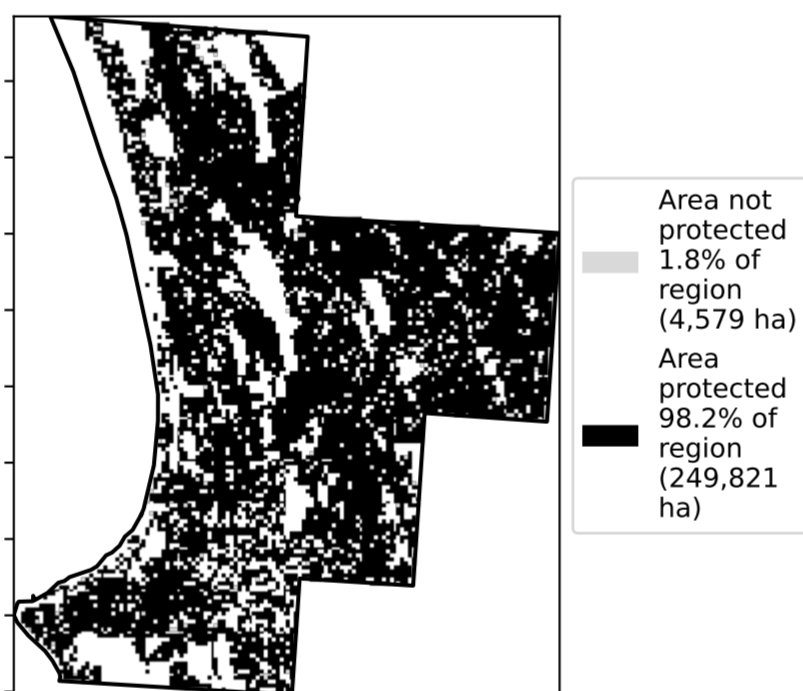 Area not
protected
1.8% of
region
(4,579 ha)
Area
protected
98.2% of
region
(249,821
ha)